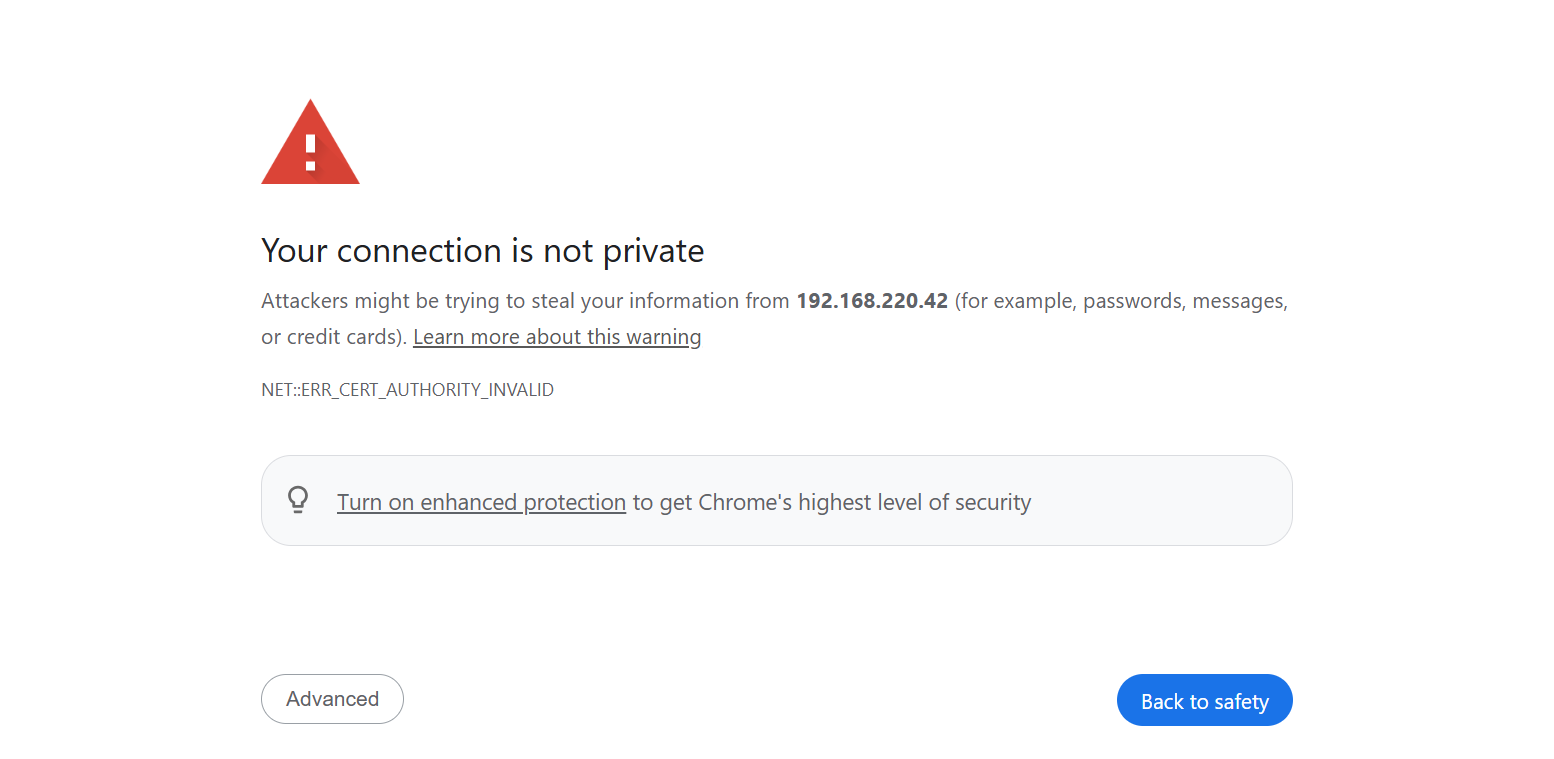 Your connection is not private
Attackers might be trying to steal your information from 192.168.220.42 (for example, passwords, messages,
or credit cards). Learn more about this warning
NET::ERR_CERT_AUTHORITY_INVALID
Turn on enhanced protection to get Chrome's highest level of security
Advanced
Back to safety